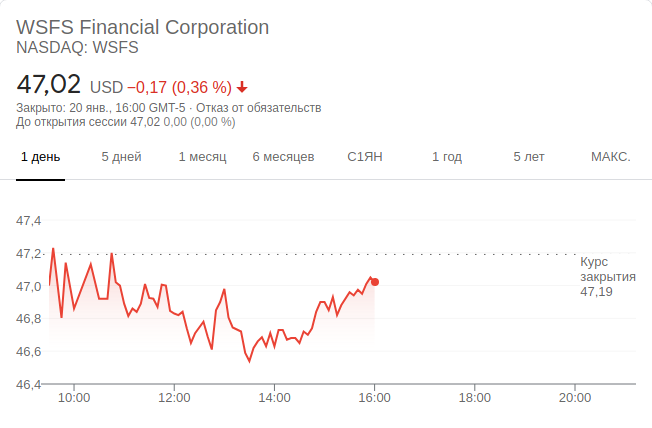 WSFS Financial Corporation
NASDAQ: WSFS
47,02 USD −0,17 (0,36 %)
Закрыто: 20 янв., 16:00 GMT-5 · Отказ от обязательств
До открытия сессии 47,02 0,00 (0,00 %)
1 день 5 дней 1 месяц 6 месяцев С1ЯН 1 год 5 лет МАКС.
47,4
47,2
Курс
закрытия
47,19
47,0
46,8
46,6
46,4
10:00 12:00 14:00 16:00 18:00 20:00